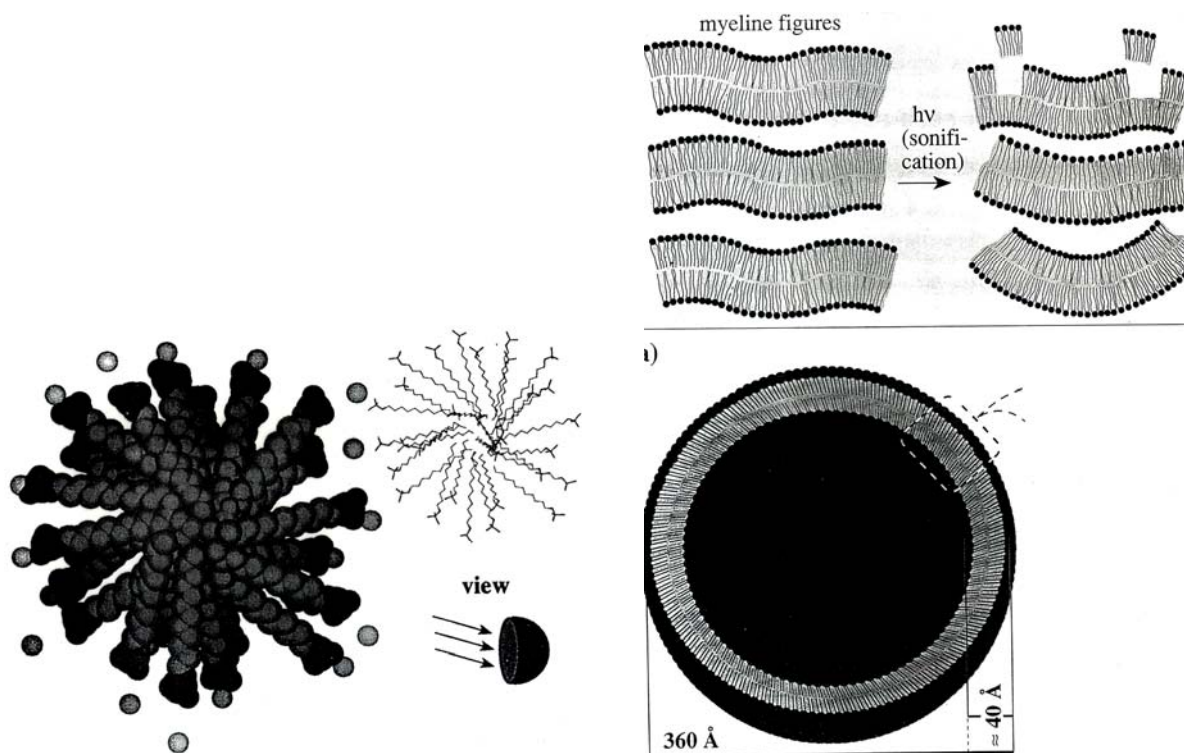 myeline figures
hν
(sonifi-
cation)
a)
view
360 Å
≈ 40 Å